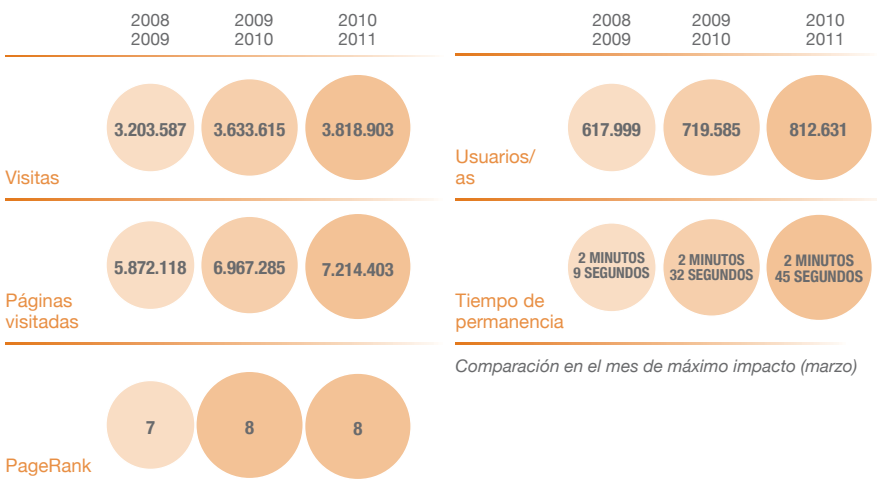 2008 2009 2010
2009 2010 2011
3.203.587 3.633.615 3.818.903
Visitas
5.872.118 6.967.285 7.214.403
Páginas
visitadas
7 8 8
PageRank
2008 2009 2010
2009 2010 2011
617.999 719.585 812.631
Usuarios/
as
2 MINUTOS 2 MINUTOS 2 MINUTOS
9 SEGUNDOS 32 SEGUNDOS 45 SEGUNDOS
Tiempo de
permanencia
Comparación en el mes de máximo impacto (marzo)